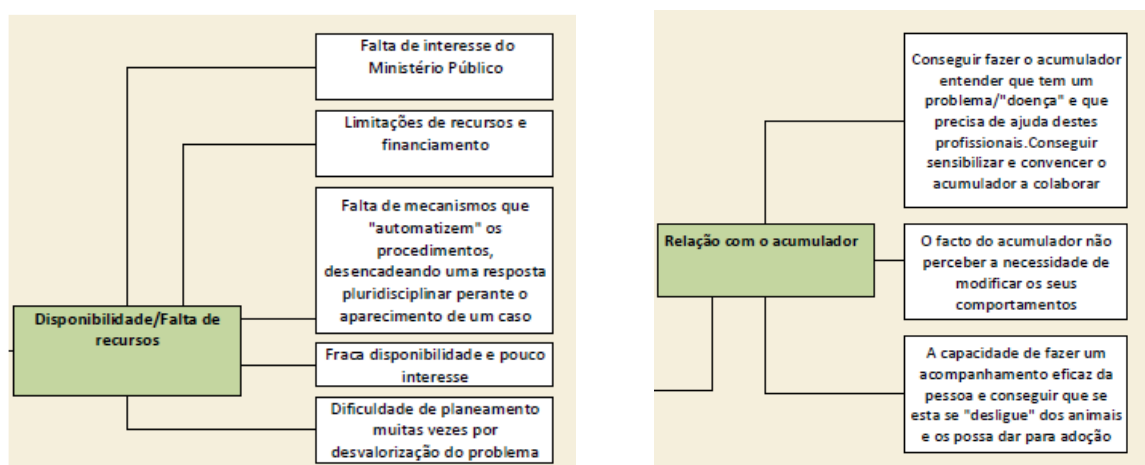 Falta de interesse do
Ministério Público
Limitações de recursos e
financiamento
Falta de mecanismos que
"automatizem" os
procedimentos,
desencadeando uma resposta
pluridisciplinar perante o
aparecimento de um caso
Disponibilidade/Falta de
recursos
Fraca disponibilidade e pouco
interesse
Dificuldade de planeamento
muitas vezes por
desvalorização do problema
Conseguir fazer o acumulador
entender que tem um
problema/"doença" e que
precisa de ajuda destes
profissionais.Conseguir
sensibilizar e convencer o
acumulador a colaborar
Relação com o acumulador
O facto do acumulador não
perceber a necessidade de
modificar os seus
comportamentos
A capacidade de fazer um
acompanhamento eficaz da
pessoa e conseguir que se
esta se "desligue" dos animais
e os possa dar para adoção